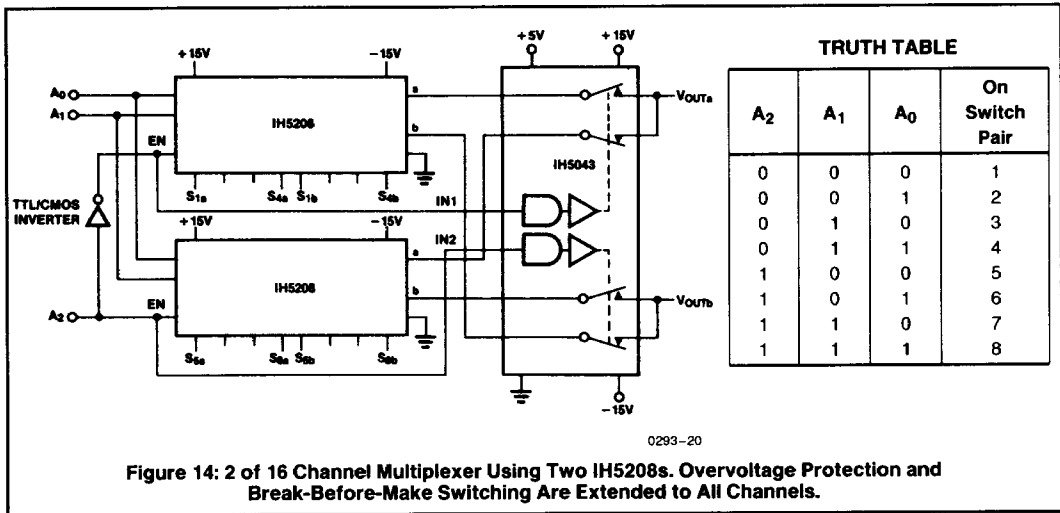 +15V
-15V
+5V
+15V
A0
A1
a
b
EN
IH5208
S1a
S4a
S1b
S4b
IH5043
VOUTa
TTL/CMOS
INVERTER
+15V
-15V
IN1
IN2
a
b
EN
IH5208
A2
S5a
S8a
S5b
S8b
VOUTb
-15V
TRUTH TABLE
A2 A1 A0 On Switch Pair
0 0 0 1
0 0 1 2
0 1 0 3
0 1 1 4
1 0 0 5
1 0 1 6
1 1 0 7
1 1 1 8
0293-20
Figure 14: 2 of 16 Channel Multiplexer Using Two IH5208s. Overvoltage Protection and
Break-Before-Make Switching Are Extended to All Channels.